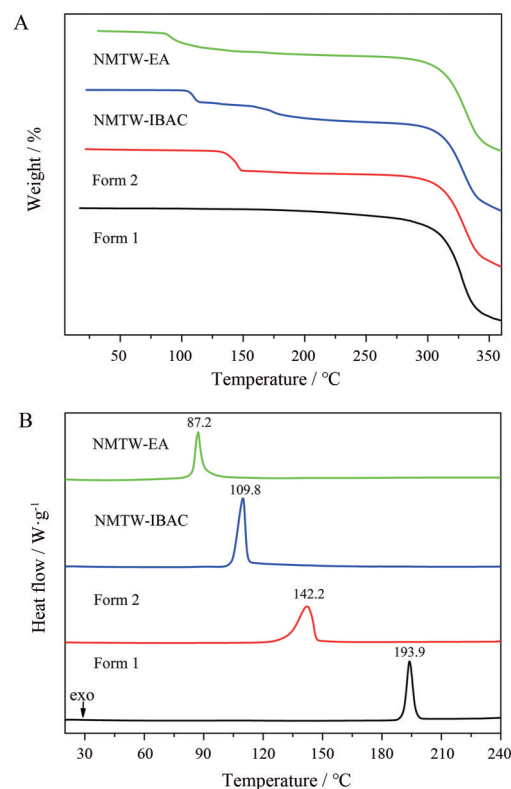 A
Weight / %
NMTW-EA
NMTW-IBAC
Form 2
Form 1
50 100 150 200 250 300 350
Temperature / °C
B
Heat flow / W·g⁻¹
87.2
NMTW-EA
109.8
NMTW-IBAC
142.2
Form 2
193.9
Form 1
exo
30 60 90 120 150 180 210 240
Temperature / °C